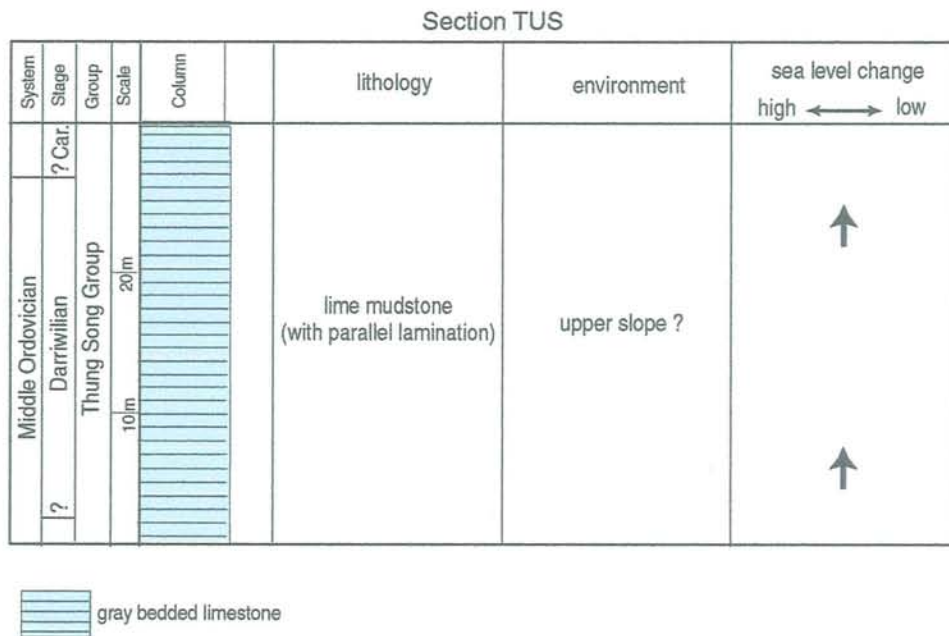 Section TUS
System
Stage
Group
Scale
Column
lithology
environment
sea level change
high low
? Car.
Middle Ordovician
Darriwilian
?
Thung Song Group
20 m
10 m
lime mudstone
(with parallel lamination)
upper slope ?
gray bedded limestone